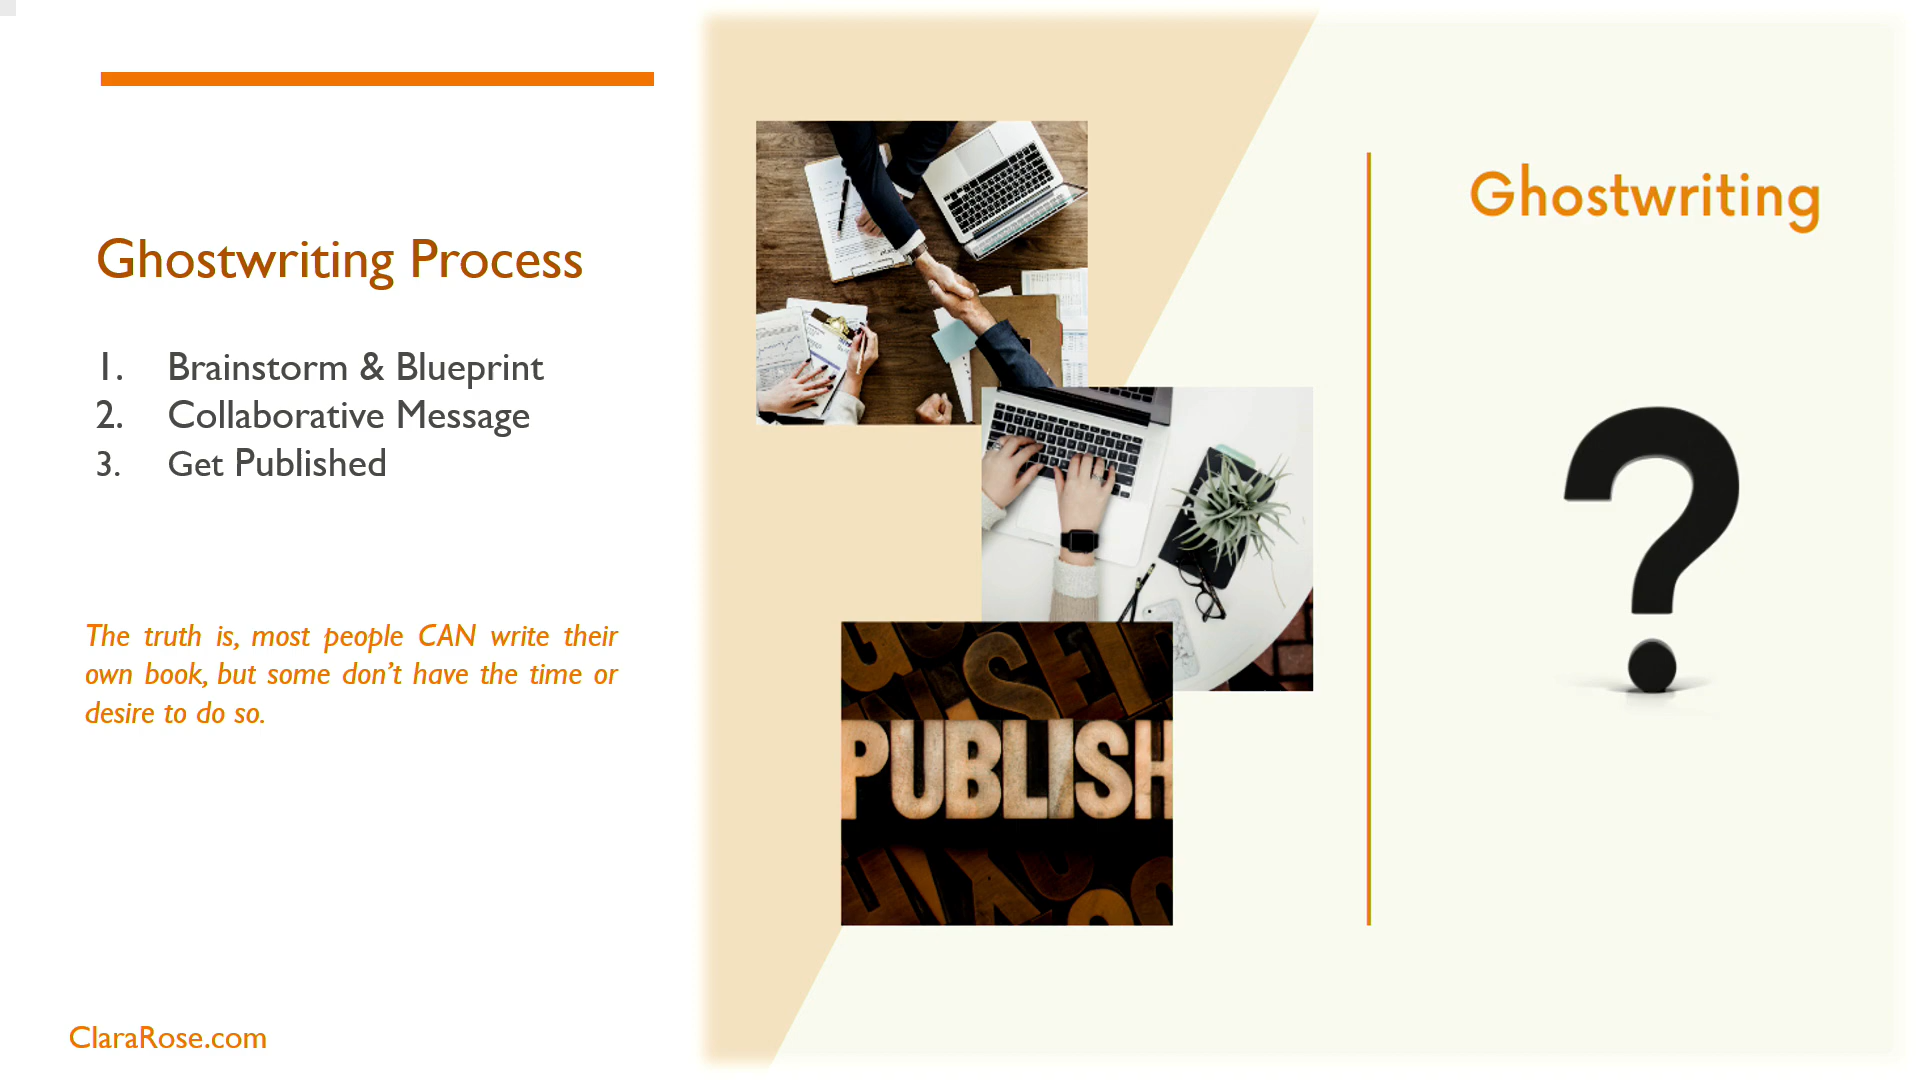 Ghostwriting Process
1. Brainstorm & Blueprint
2. Collaborative Message
3. Get Published
The truth is, most people CAN write their
own book, but some don’t have the time or
desire to do so.
ClaraRose.com
PUBLISH
Ghostwriting
?